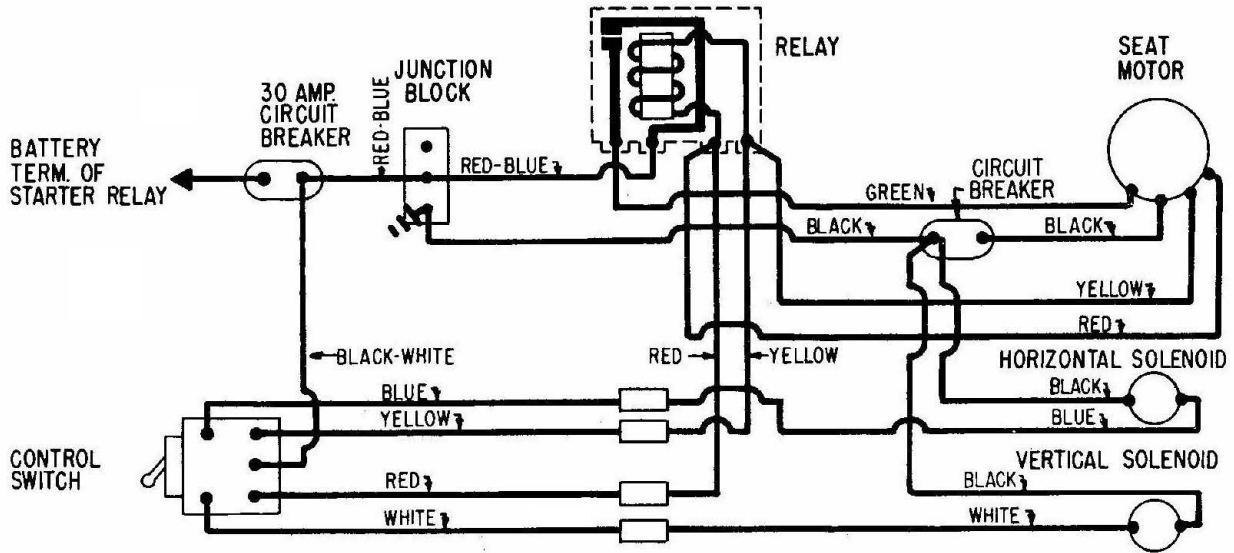 RELAY
SEAT
MOTOR
JUNCTION
BLOCK
30 AMP.
CIRCUIT
BREAKER
RED-BLUE
BATTERY
TERM. OF
STARTER RELAY
RED-BLUE
CIRCUIT
BREAKER
GREEN
BLACK
BLACK
YELLOW
RED
BLACK-WHITE
RED
YELLOW
HORIZONTAL SOLENOID
BLACK
BLUE
BLUE
YELLOW
CONTROL
SWITCH
VERTICAL SOLENOID
RED
BLACK
WHITE
WHITE